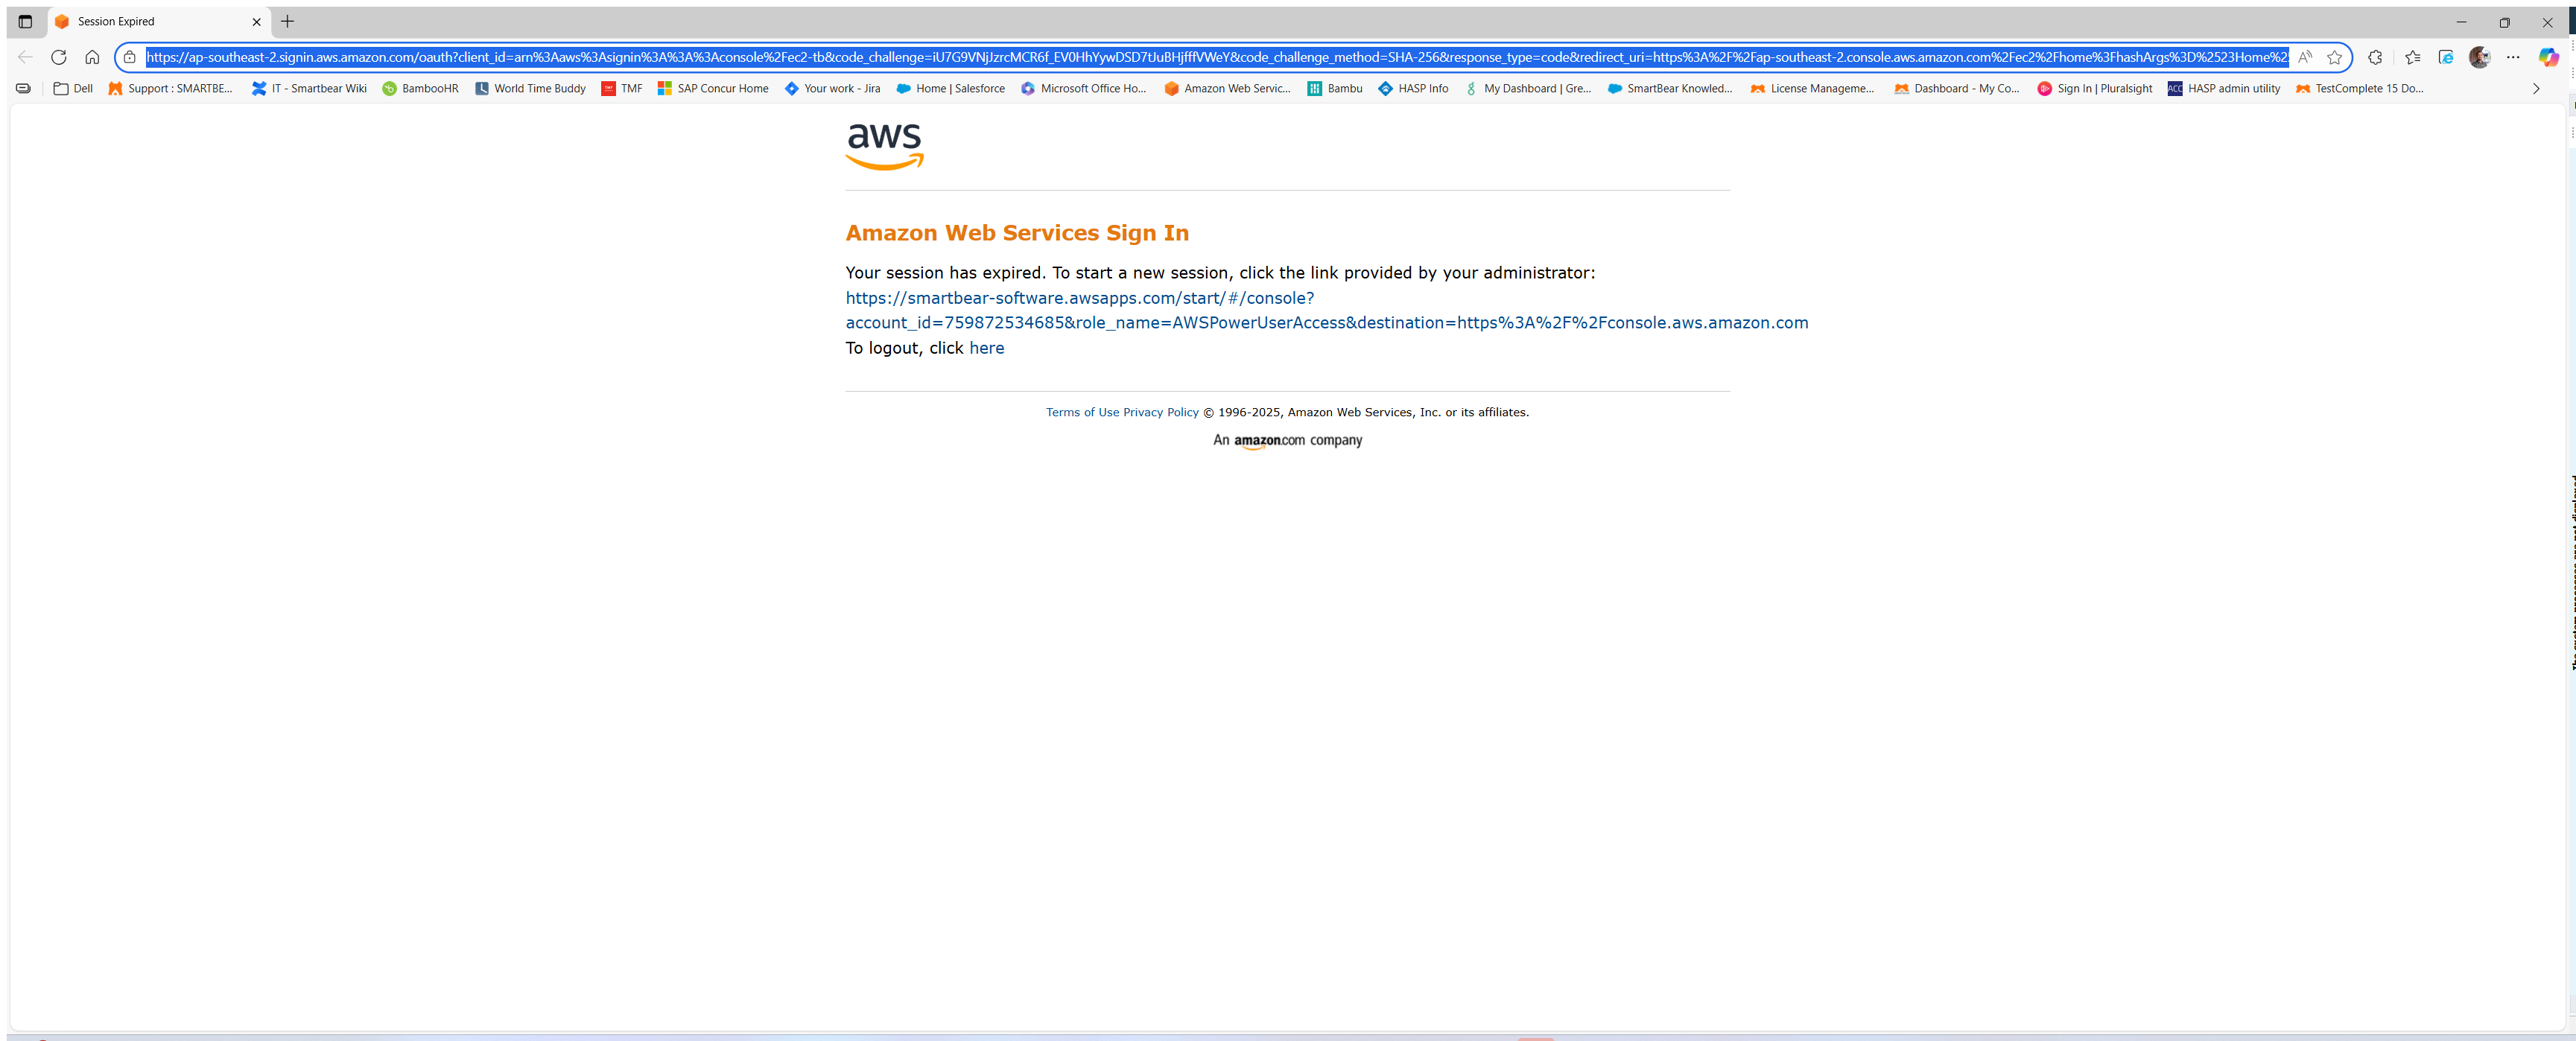 Session Expired
https://ap-southeast-2.signin.aws.amazon.com/oauth?client_id=arn%3Aaws%3Asignin%3A%3A%3Aconsole%2Fec2-tb&code_challenge=iU7G9VNjJzrcMCR6f_EV0HhYywDSD7tUuBHjfffVWeY&code_challenge_method=SHA-256&response_type=code&redirect_uri=https%3A%2F%2Fap-southeast-2.console.aws.amazon.com%2Fec2%2Fhome%3FhashArgs%3D%2523Home%2
Dell Support : SMARTBE... IT - Smartbear Wiki BambooHR World Time Buddy TMF SAP Concur Home Your work - Jira Home | Salesforce Microsoft Office Ho... Amazon Web Servic... Bambu HASP Info My Dashboard | Gre... SmartBear Knowled... License Manageme... Dashboard - My Co... Sign In | Pluralsight ACC HASP admin utility TestComplete 15 Do...
aws
Amazon Web Services Sign In
Your session has expired. To start a new session, click the link provided by your administrator:
https://smartbear-software.awsapps.com/start/#/console?
account_id=759872534685&role_name=AWSPowerUserAccess&destination=https%3A%2F%2Fconsole.aws.amazon.com
To logout, click here
Terms of Use Privacy Policy © 1996-2025, Amazon Web Services, Inc. or its affiliates.
An amazon.com company